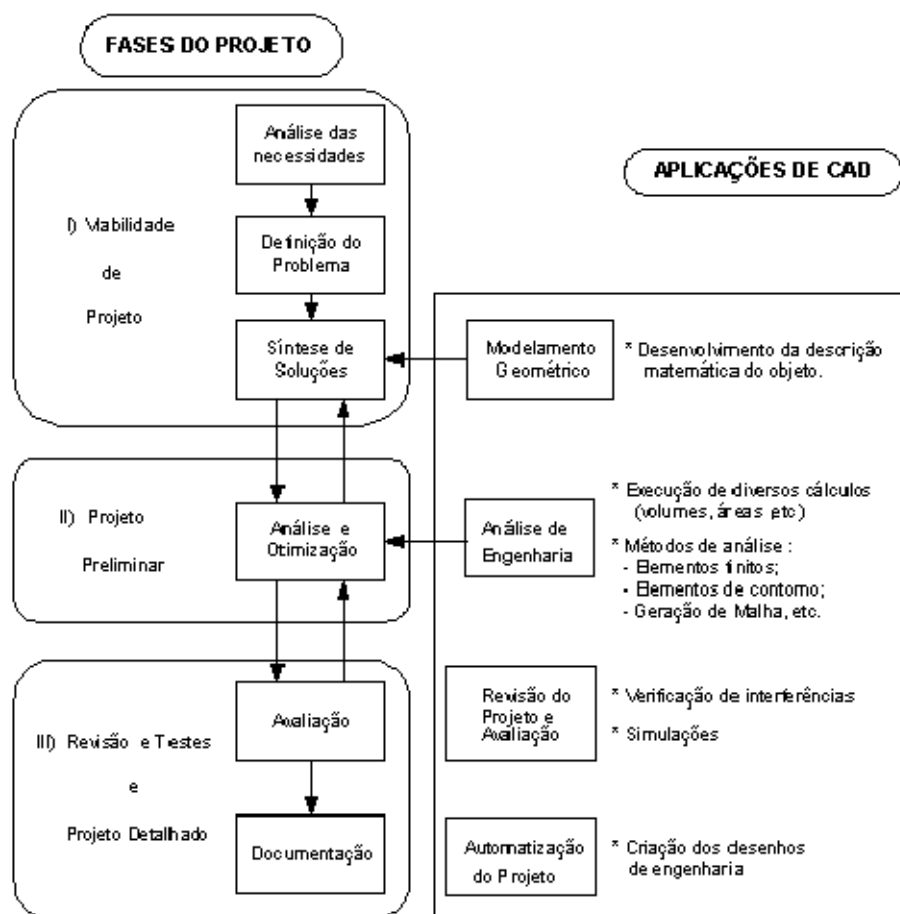 FASES DO PROJETO
Análise das
necessidades
I) Viabilidade
de
Projeto
Definição do
Problema
Síntese de
Soluções
APLICAÇÕES DE CAD
Modelamento
Geométrico
* Desenvolvimento da descrição
matemática do objeto.
II) Projeto
Preliminar
Análise e
Otimização
Análise de
Engenharia
* Execução de diversos cálculos
(volumes, áreas ,etc)
* Métodos de análise :
- Elementos finitos;
- Elementos de contorno;
- Geração de Malha, etc.
III) Revisão e Testes
e
Projeto Detalhado
Avaliação
Documentação
Revisão do
Projeto e
Avaliação
* Verificação de interferências
* Simulações
Automatização
do Projeto
* Criação dos desenhos
de engenharia